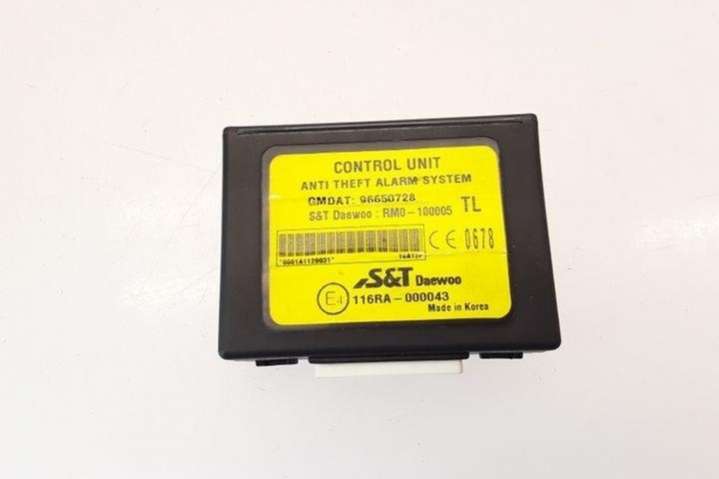 CONTROL UNIT
ANTI THEFT ALARM SYSTEM
GMDAT: 96650728
S&T Daewoo : RM0-100005 TL
CE 0678
S&T Daewoo
E4 116RA-000043
Made in Korea